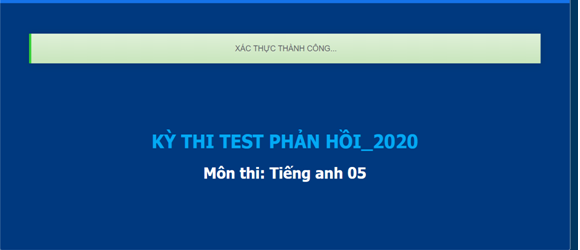 XÁC THỰC THÀNH CÔNG...
KỲ THI TEST PHẢN HỒI_2020
Môn thi: Tiếng anh 05